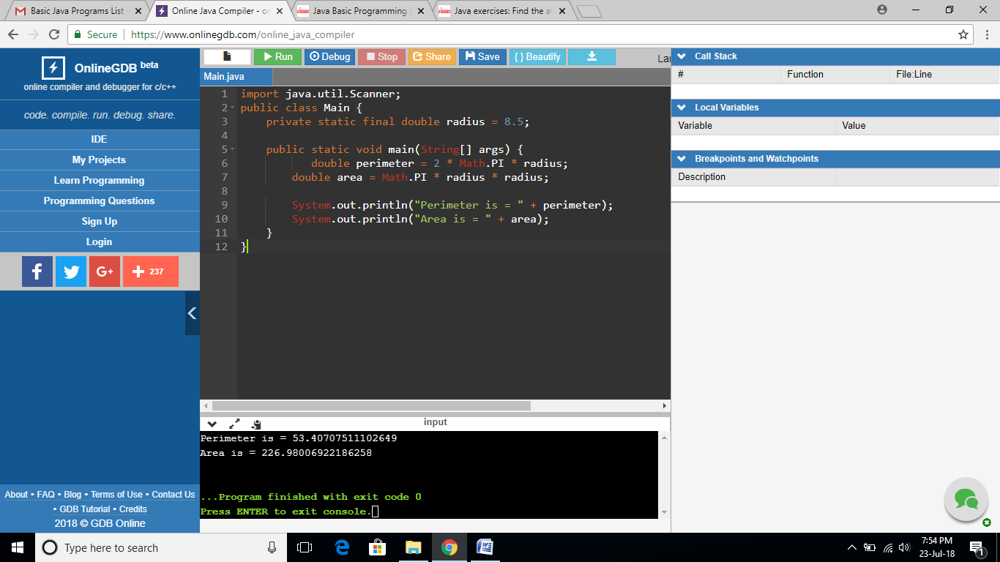 Basic Java Programs List -
Online Java Compiler - on
Java Basic Programming
Java exercises: Find the a
Secure
https://www.onlinegdb.com/online_java_compiler
OnlineGDB beta
online compiler and debugger for c/c++
code. compile. run. debug. share.
IDE
My Projects
Learn Programming
Programming Questions
Sign Up
Login
f
G+
+ 237
About • FAQ • Blog • Terms of Use • Contact Us
• GDB Tutorial • Credits
2018 © GDB Online
Run
Debug
Stop
Share
Save
{ } Beautify
Lan
Main.java
1 import java.util.Scanner;
2 public class Main {
3 private static final double radius = 8.5;
4
5 public static void main(String[] args) {
6 double perimeter = 2 * Math.PI * radius;
7 double area = Math.PI * radius * radius;
8
9 System.out.println("Perimeter is = " + perimeter);
10 System.out.println("Area is = " + area);
11 }
12 }
input
Perimeter is = 53.40707511102649
Area is = 226.98006922186258
...Program finished with exit code 0
Press ENTER to exit console.
Call Stack
# Function File:Line
Local Variables
Variable Value
Breakpoints and Watchpoints
Description
Type here to search
7:54 PM
23-Jul-18
1